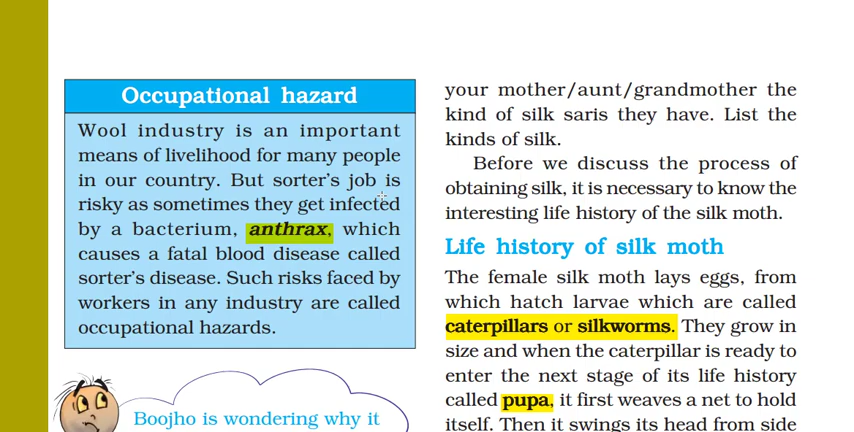 Occupational hazard
Wool industry is an important
means of livelihood for many people
in our country. But sorter's job is
risky as sometimes they get infected
by a bacterium, anthrax, which
causes a fatal blood disease called
sorter's disease. Such risks faced by
workers in any industry are called
occupational hazards.
Boojho is wondering why it
your mother/aunt/grandmother the
kind of silk saris they have. List the
kinds of silk.
Before we discuss the process of
obtaining silk, it is necessary to know the
interesting life history of the silk moth.
Life history of silk moth
The female silk moth lays eggs, from
which hatch larvae which are called
caterpillars or silkworms. They grow in
size and when the caterpillar is ready to
enter the next stage of its life history
called pupa, it first weaves a net to hold
itself. Then it swings its head from side